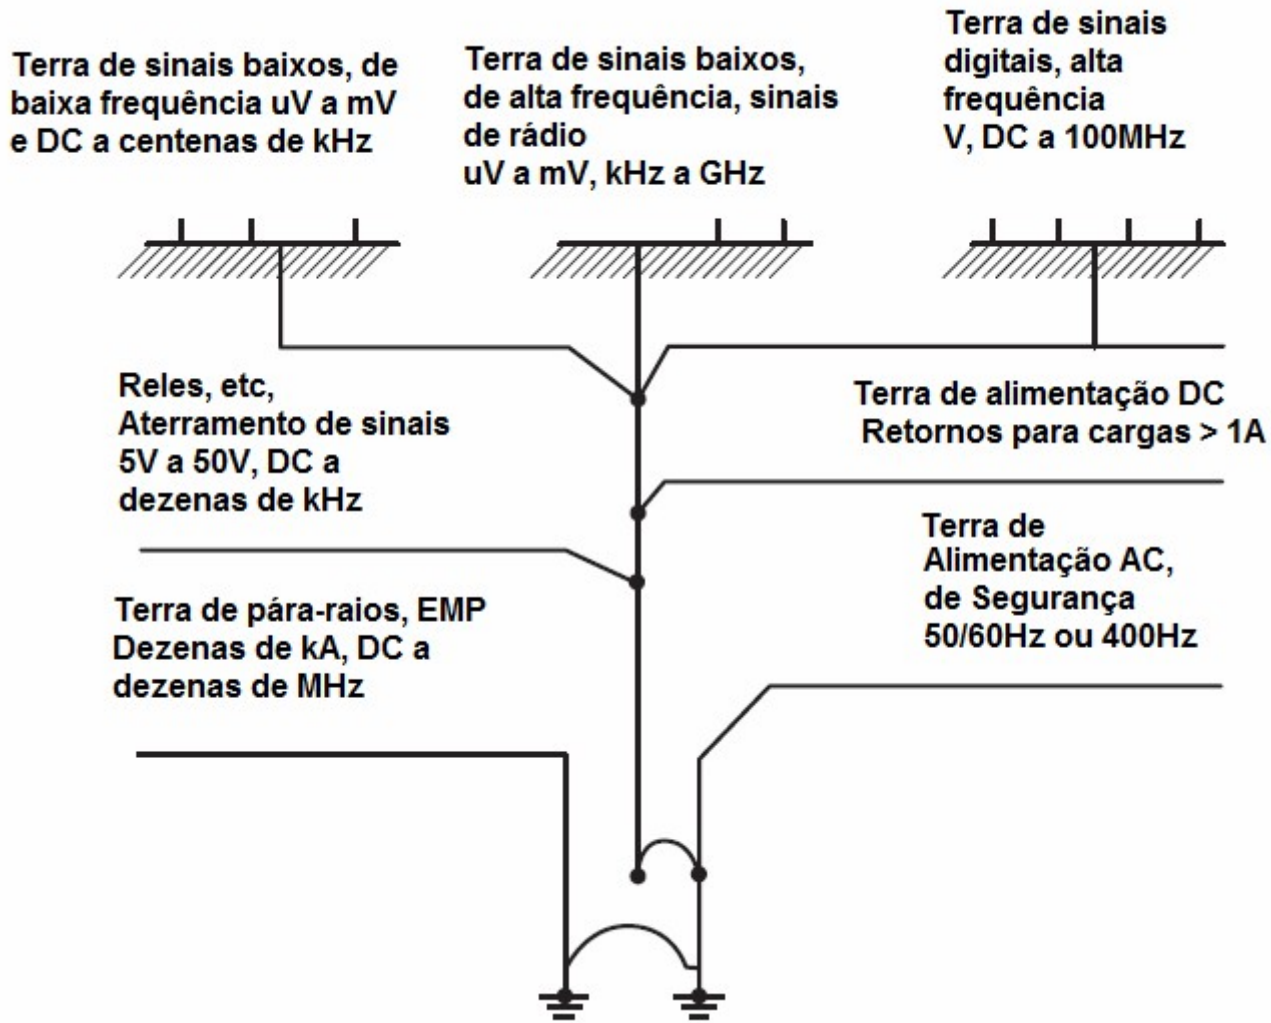 Terra de sinais baixos, de
baixa frequência uV a mV
e DC a centenas de kHz
Terra de sinais baixos,
de alta frequência, sinais
de rádio
uV a mV, kHz a GHz
Terra de sinais
digitais, alta
frequência
V, DC a 100MHz
Reles, etc,
Aterramento de sinais
5V a 50V, DC a
dezenas de kHz
Terra de alimentação DC
Retornos para cargas > 1A
Terra de
Alimentação AC,
de Segurança
50/60Hz ou 400Hz
Terra de pára-raios, EMP
Dezenas de kA, DC a
dezenas de MHz